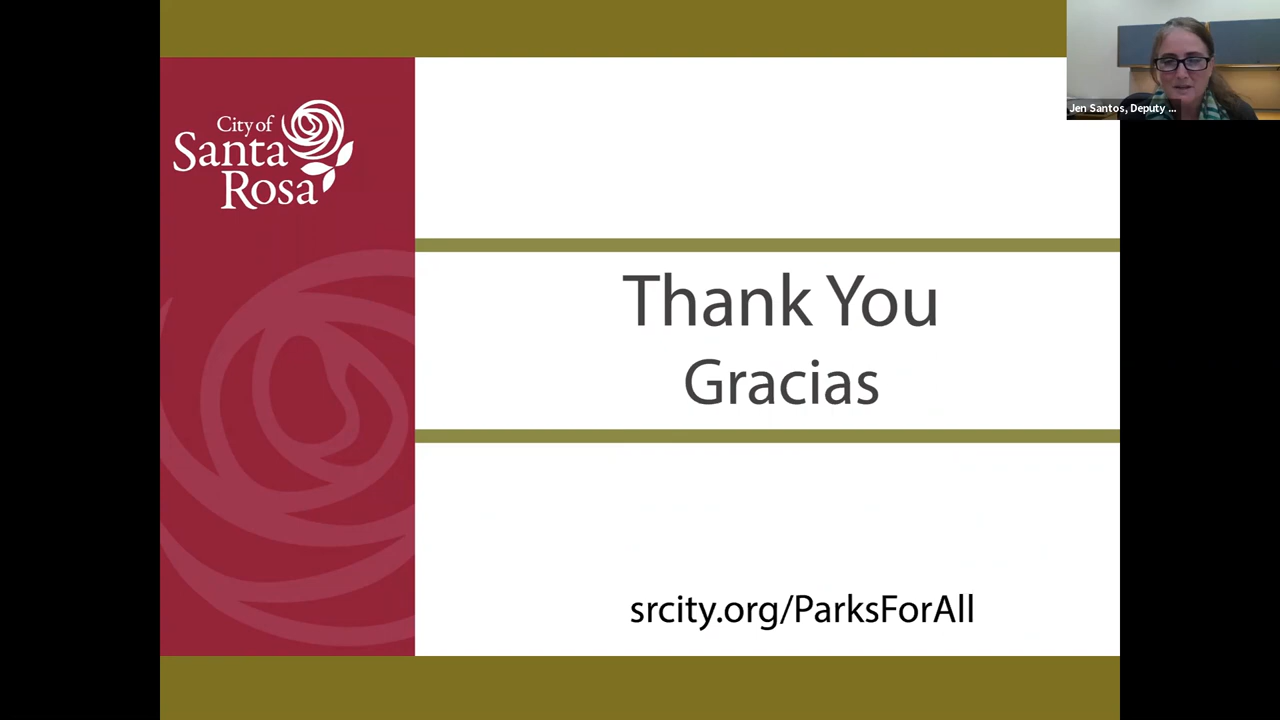 Jen Santos, Deputy ...
City of
Santa
Rosa
Thank You
Gracias
srcity.org/ParksForAll